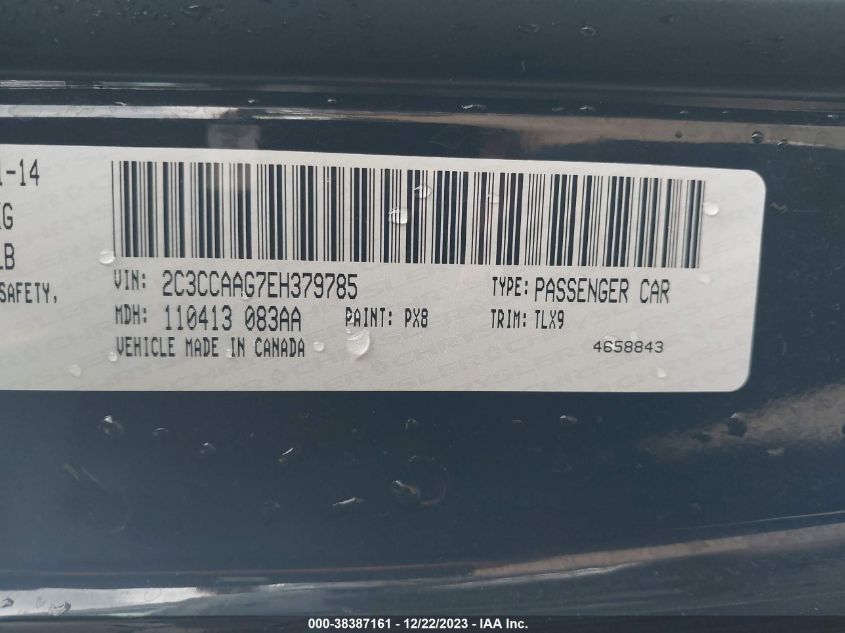 1-14
KG
LB
SAFETY,
VIN: 2C3CCAAG7EH379785
TYPE: PASSENGER CAR
MDH: 110413 083AA
PAINT: PX8
TRIM: TLX9
VEHICLE MADE IN CANADA
4658843
000-38387161 - 12/22/2023 - IAA Inc.